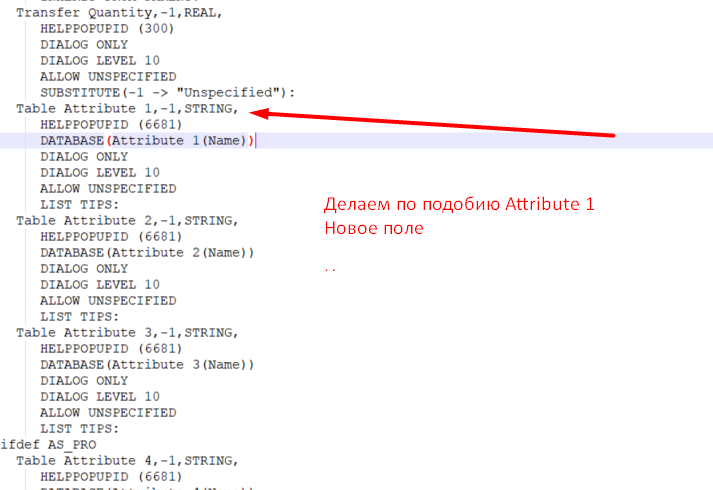 Transfer Quantity,-1,REAL,
HELPPOPUPID (300)
DIALOG ONLY
DIALOG LEVEL 10
ALLOW UNSPECIFIED
SUBSTITUTE(-1 -> "Unspecified"):
Table Attribute 1,-1,STRING,
HELPPOPUPID (6681)
DATABASE(Attribute 1(Name))
DIALOG ONLY
DIALOG LEVEL 10
ALLOW UNSPECIFIED
LIST TIPS:
Делаем по подобию Attribute 1
Новое поле
..
Table Attribute 2,-1,STRING,
HELPPOPUPID (6681)
DATABASE(Attribute 2(Name))
DIALOG ONLY
DIALOG LEVEL 10
ALLOW UNSPECIFIED
LIST TIPS:
Table Attribute 3,-1,STRING,
HELPPOPUPID (6681)
DATABASE(Attribute 3(Name))
DIALOG ONLY
DIALOG LEVEL 10
ALLOW UNSPECIFIED
LIST TIPS:
ifdef AS_PRO
Table Attribute 4,-1,STRING,
HELPPOPUPID (6681)